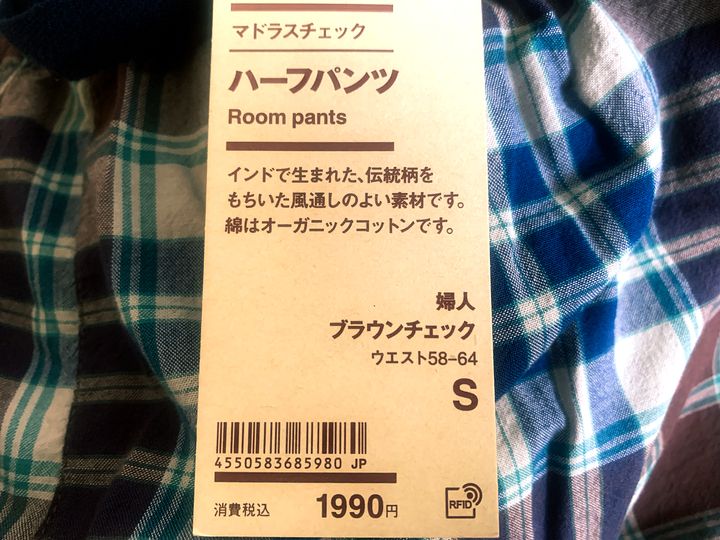 マドラスチェック
ハーフパンツ
Room pants
インドで生まれた、伝統柄を
もちいた風通しのよい素材です。
綿はオーガニックコットンです。
婦人
ブラウンチェック
ウエスト58-64
S
4550583685980 JP
消費税込 1990円
RFID